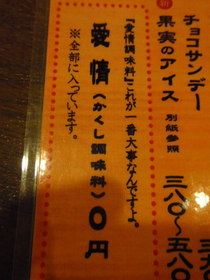 チョコサンデー
果実のアイス 別紙参照
三八〇〜五八〇
『愛情調味料』これが一番大事なんですよ。
愛情(かくし調味料)0円
※全部に入っています。